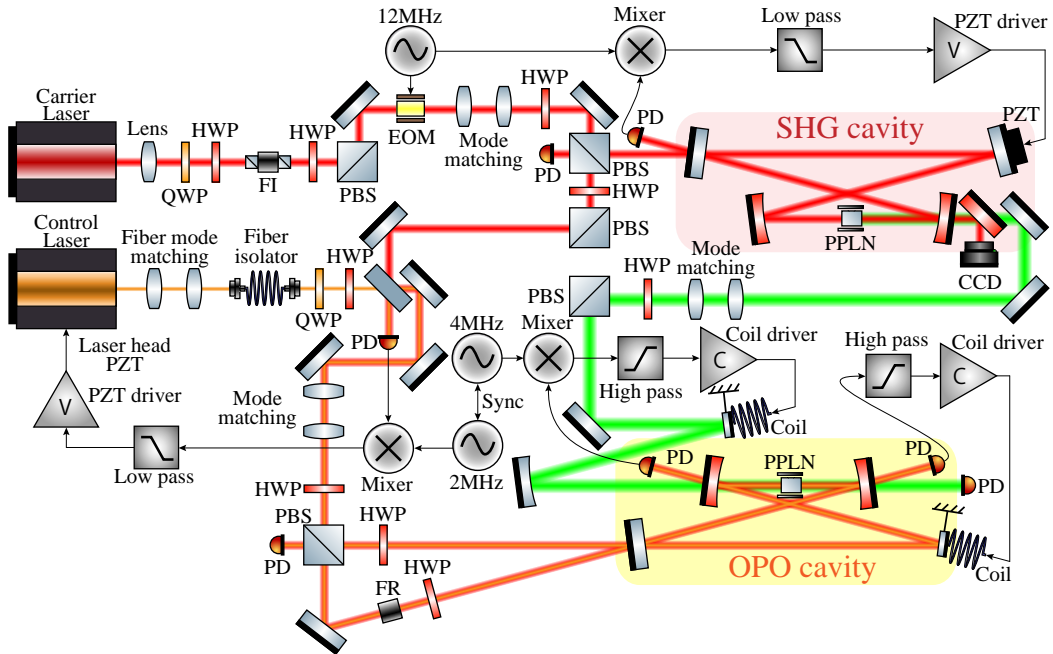 12MHz
Mixer
Low pass
PZT driver
V
Carrier
Laser
Lens
HWP
HWP
HWP
PD
PZT
SHG cavity
EOM
Mode
matching
QWP
FI
PBS
PD
PBS
HWP
PBS
PPLN
CCD
Control
Laser
Fiber mode
matching
Fiber
isolator
HWP
QWP
Mode
matching
HWP
PBS
PD
4MHz
Mixer
Coil driver
C
High pass
High pass
Coil driver
C
Laser head
PZT
PZT driver
V
Mode
matching
Sync
Coil
Low pass
Mixer
2MHz
PD
PPLN
PD
PD
HWP
PBS
HWP
PD
FR
HWP
OPO cavity
Coil